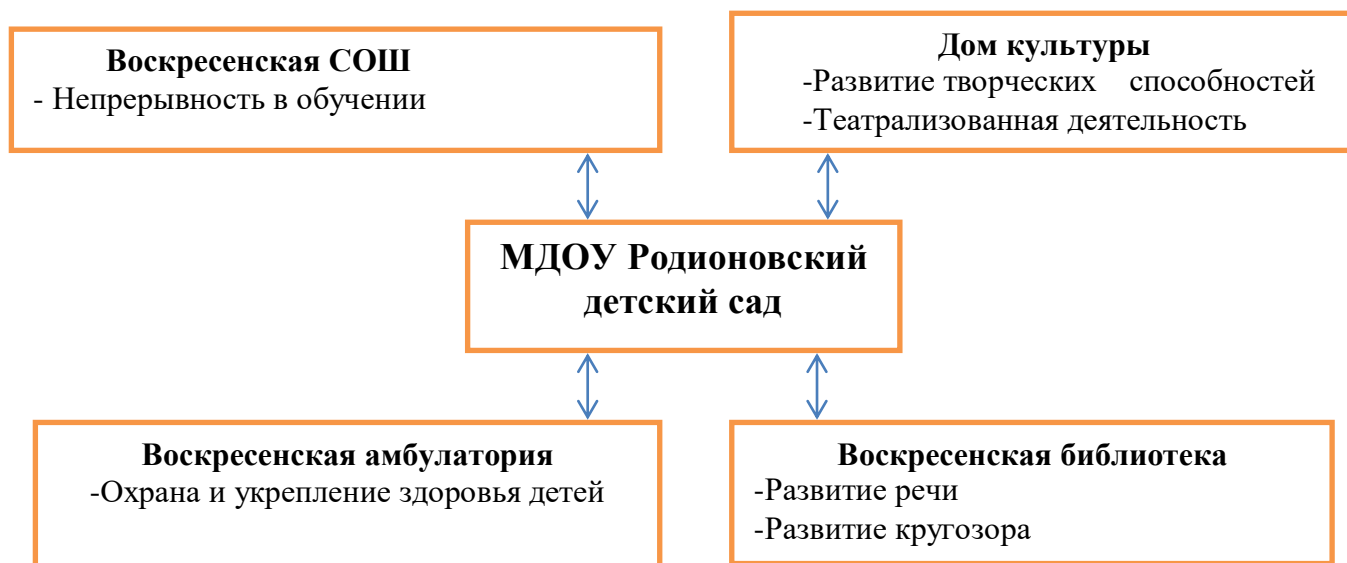 Воскресенская СОШ
- Непрерывность в обучении
Дом культуры
-Развитие творческих способностей
-Театрализованная деятельность
МДОУ Родионовский
детский сад
Воскресенская амбулатория
-Охрана и укрепление здоровья детей
Воскресенская библиотека
-Развитие речи
-Развитие кругозора